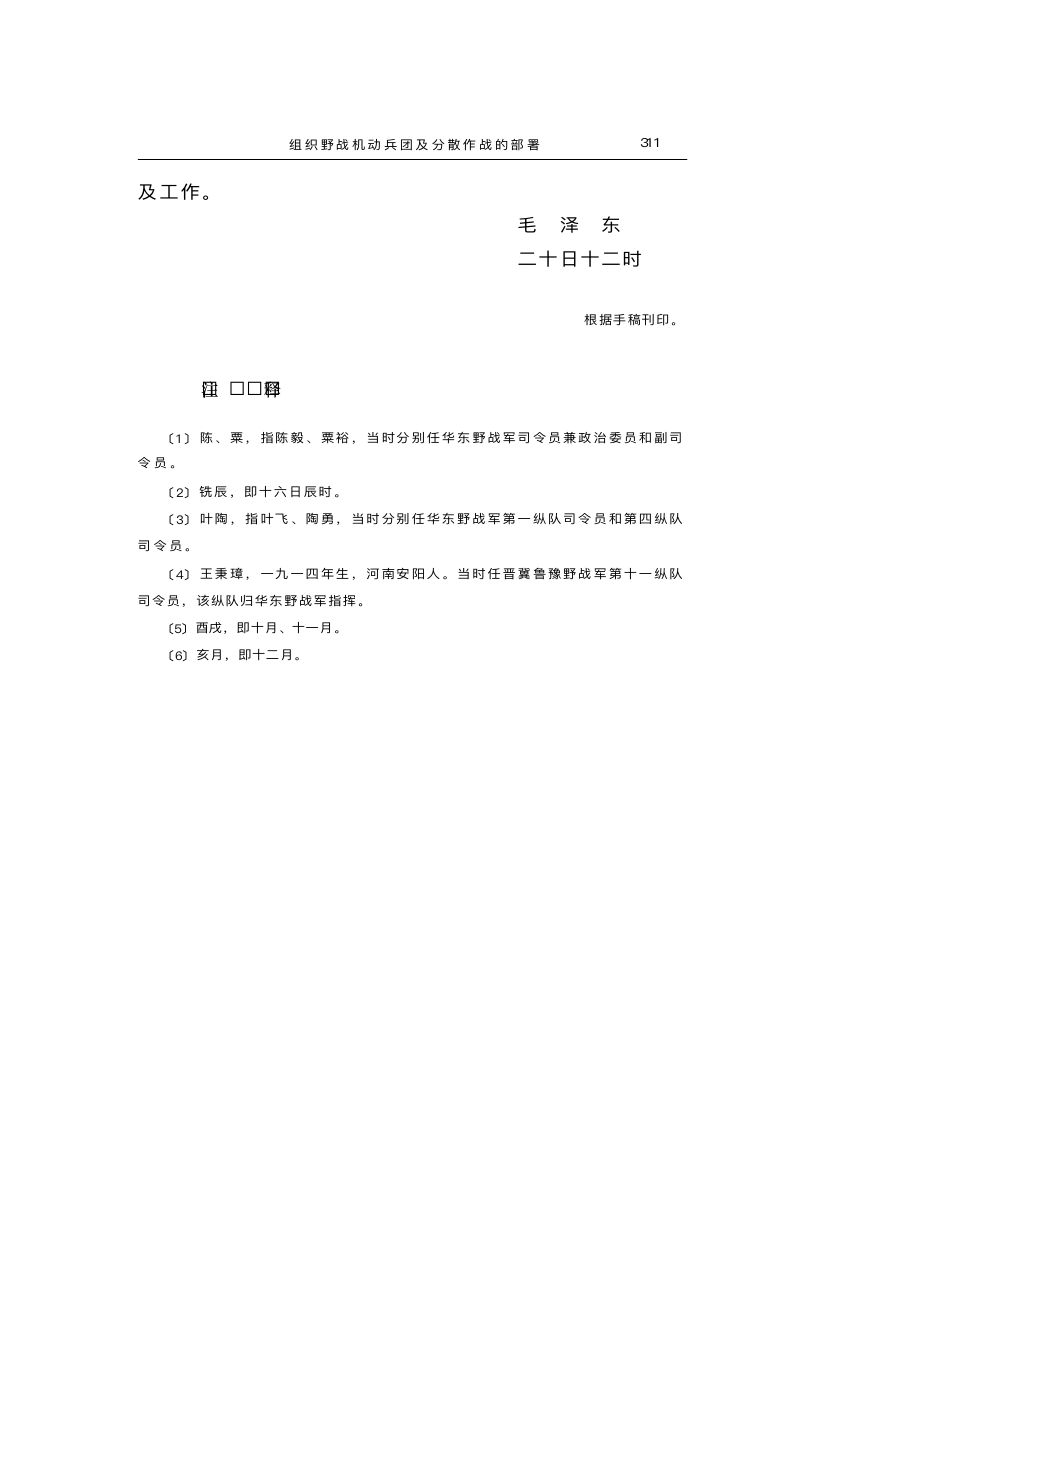 组织野战机动兵团及分散作战的部署 311
及工作。
毛 泽 东
二十日十二时
根据手稿刊印。
注 □□释
〔1〕陈、粟，指陈毅、粟裕，当时分别任华东野战军司令员兼政治委员和副司
令员。
〔2〕铣辰，即十六日辰时。
〔3〕叶陶，指叶飞、陶勇，当时分别任华东野战军第一纵队司令员和第四纵队
司令员。
〔4〕王秉璋，一九一四年生，河南安阳人。当时任晋冀鲁豫野战军第十一纵队
司令员，该纵队归华东野战军指挥。
〔5〕酉戌，即十月、十一月。
〔6〕亥月，即十二月。